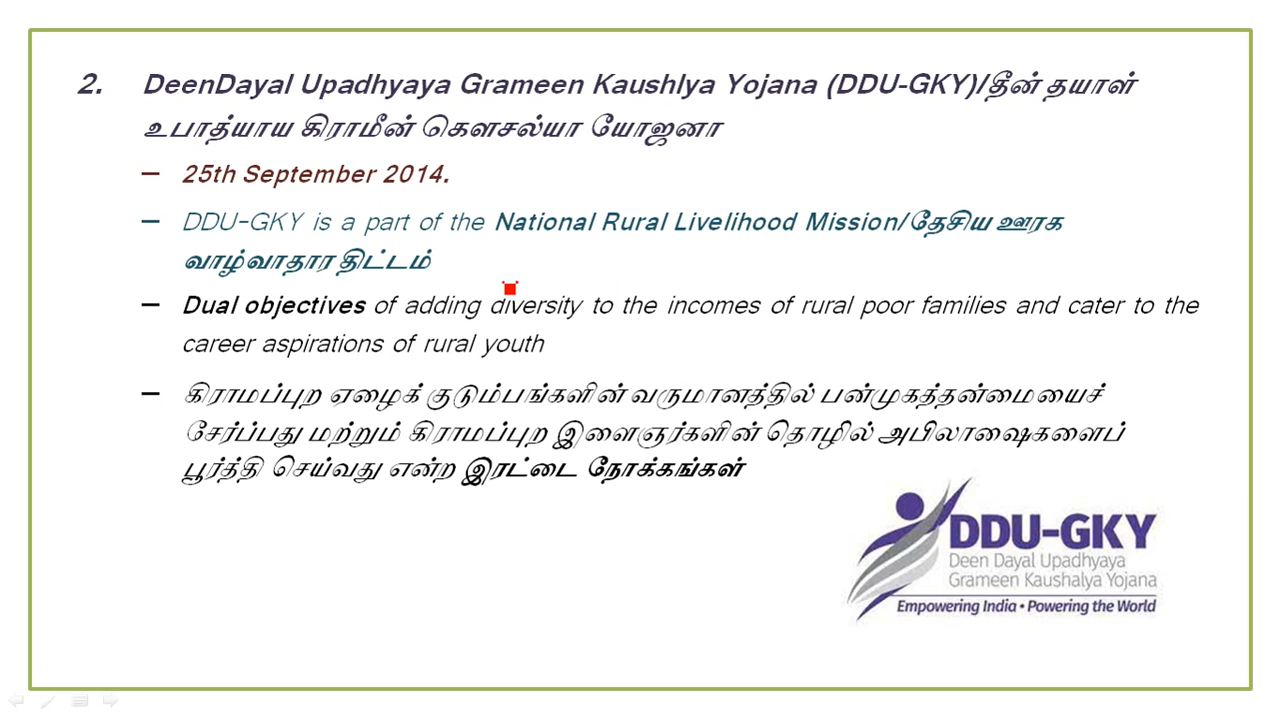 2. DeenDayal Upadhyaya Grameen Kaushlya Yojana (DDU-GKY)/தீன் தயாள்
உபாத்யாய கிராமீன் கௌசல்யா யோஜனா
– 25th September 2014.
– DDU-GKY is a part of the National Rural Livelihood Mission/தேசிய ஊரக
வாழ்வாதார திட்டம்
– Dual objectives of adding diversity to the incomes of rural poor families and cater to the
career aspirations of rural youth
– கிராமப்புற ஏழைக் குடும்பங்களின் வருமானத்தில் பன்முகத்தன்மையைச்
சேர்ப்பது மற்றும் கிராமப்புற இளைஞர்களின் தொழில் அபிலாஷைகளைப்
பூர்த்தி செய்வது என்ற இரட்டை நோக்கங்கள்
DDU-GKY
Deen Dayal Upadhyaya
Grameen Kaushalya Yojana
Empowering India • Powering the World